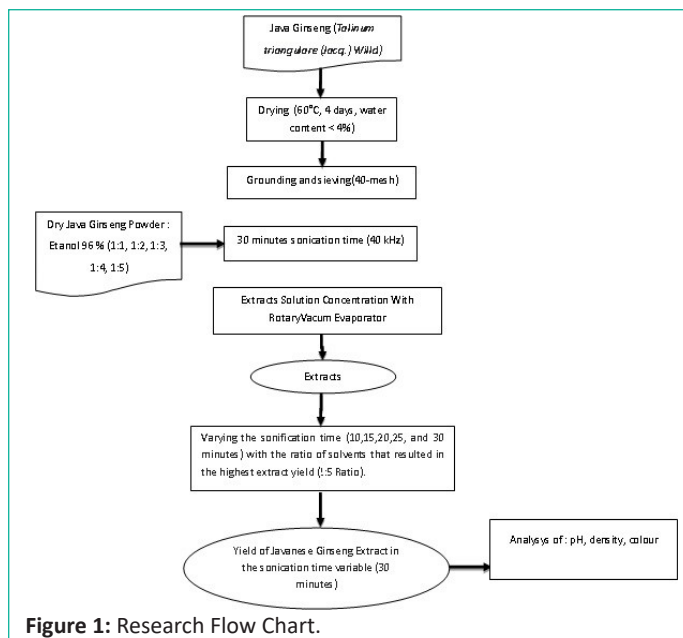 Java Ginseng (Talinum
triangulare (Jacq.) Willd)
Drying (60°C, 4 days, water
content < 4%)
Grounding and sieving(40-mesh)
Dry Java Ginseng Powder :
Etanol 96 % (1:1, 1:2, 1:3,
1:4, 1:5)
30 minutes sonication time (40 kHz)
Extracts Solution Concentration With
RotaryVacum Evaporator
Extracts
Varying the sonification time (10,15,20,25, and 30
minutes) with the ratio of solvents that resulted in
the highest extract yield (!:5 Ratio).
Yield of Javanese Ginseng Extract in
the sonication time variable (30
minutes)
Analysys of : pH, density, colour
Figure 1: Research Flow Chart.